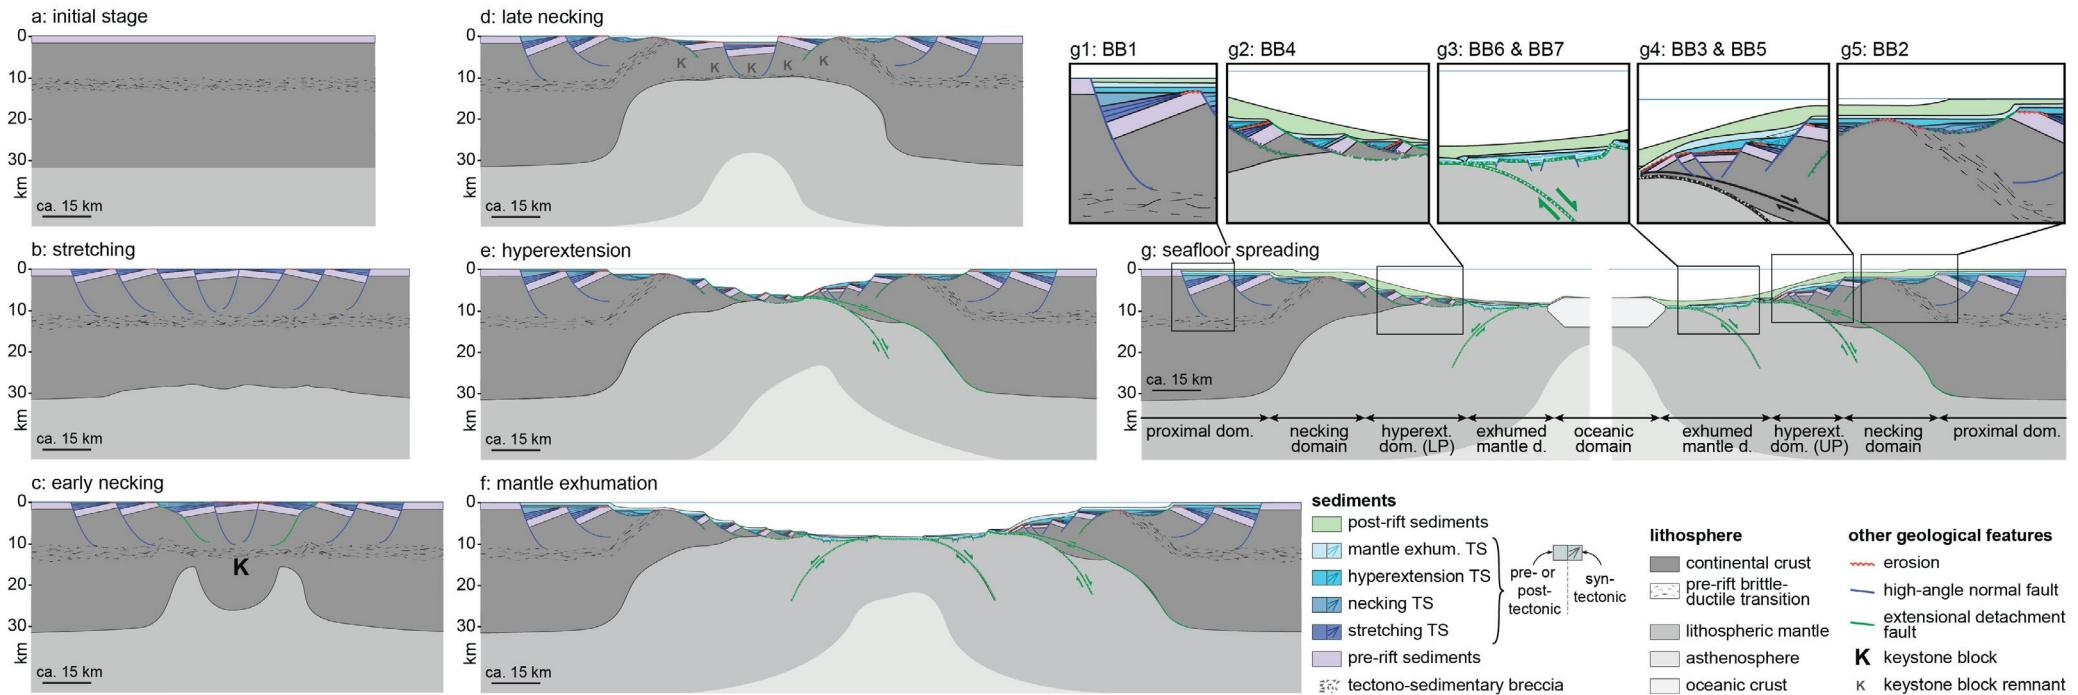 a: initial stage
0
10
20
30
km
ca. 15 km
b: stretching
0
10
20
30
km
ca. 15 km
c: early necking
0
10
20
30
km
K
ca. 15 km
d: late necking
0
10
20
30
km
K K K K K
ca. 15 km
e: hyperextension
0
10
20
30
km
ca. 15 km
f: mantle exhumation
0
10
20
30
km
ca. 15 km
g1: BB1
g2: BB4
g3: BB6 & BB7
g4: BB3 & BB5
g5: BB2
g: seafloor spreading
0
10
20
30
km
ca. 15 km
proximal dom.
necking
domain
hyperext.
dom. (LP)
exhumed
mantle d.
oceanic
domain
exhumed
mantle d.
hyperext.
dom. (UP)
necking
domain
proximal dom.
sediments
post-rift sediments
mantle exhum. TS
hyperextension TS
necking TS
stretching TS
pre-rift sediments
tectono-sedimentary breccia
pre- or
post-
tectonic
syn-
tectonic
lithosphere
continental crust
pre-rift brittle-
ductile transition
lithospheric mantle
asthenosphere
oceanic crust
other geological features
erosion
high-angle normal fault
extensional detachment
fault
K keystone block
K keystone block remnant